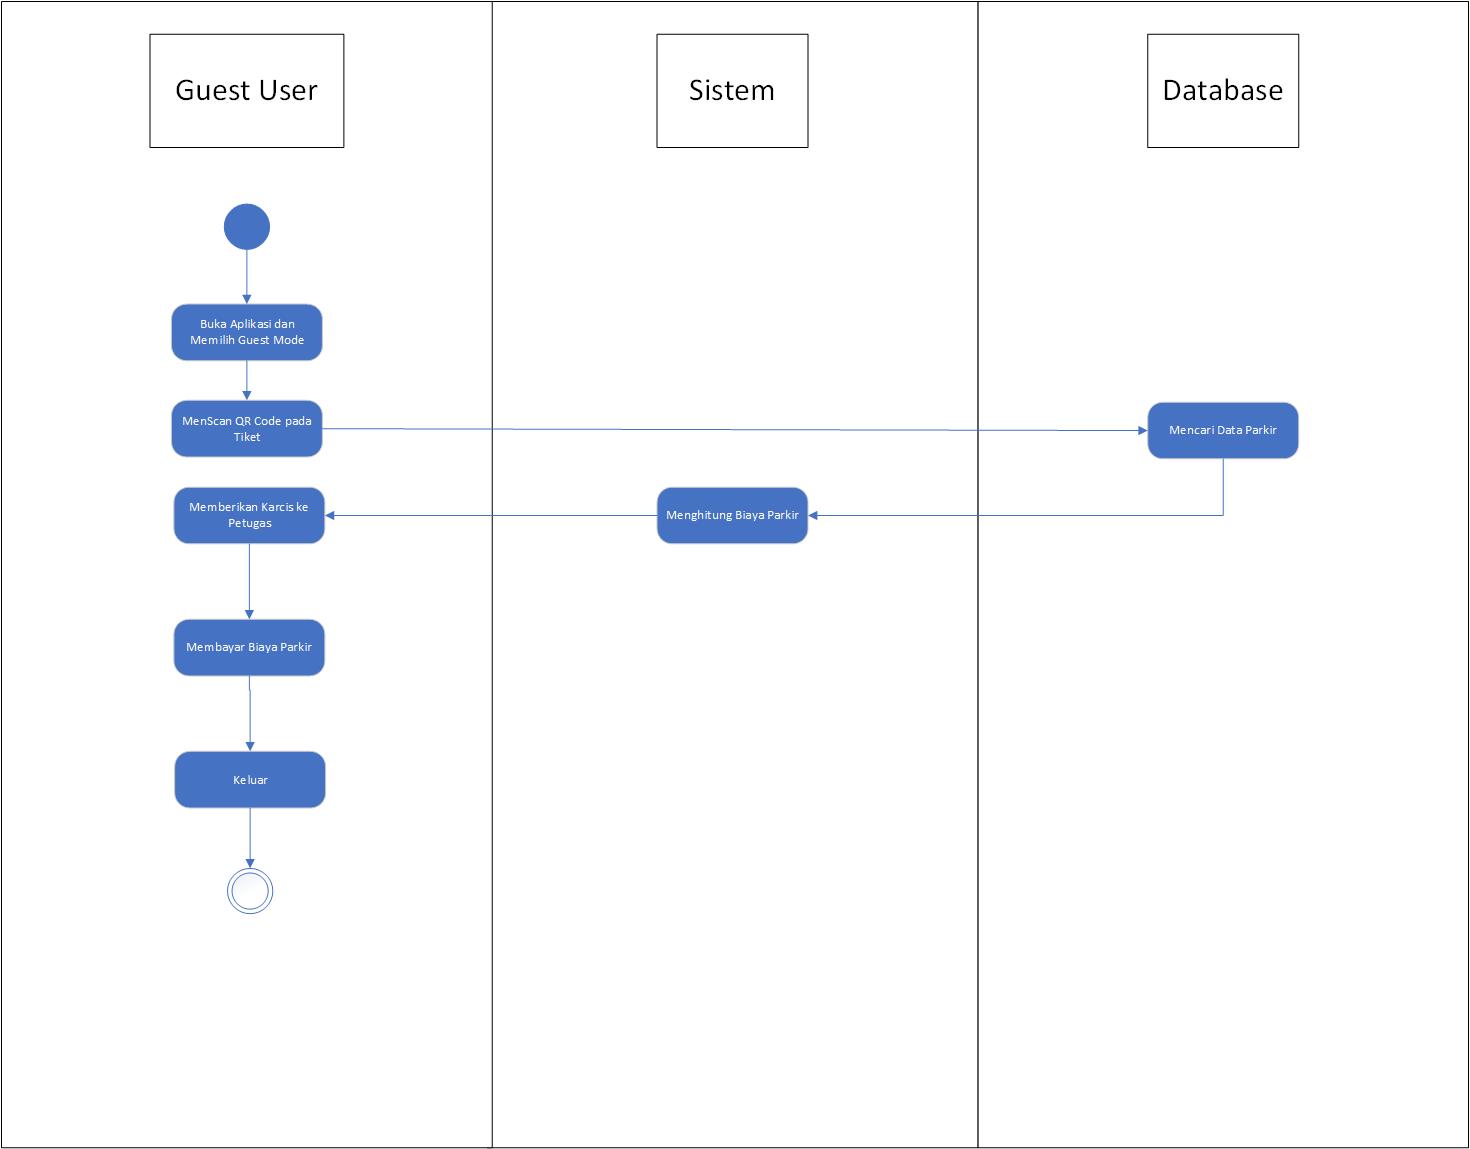 Guest User
Sistem
Database
Buka Aplikasi dan
Memilih Guest Mode
MenScan QR Code pada
Tiket
Mencari Data Parkir
Memberikan Karcis ke
Petugas
Menghitung Biaya Parkir
Membayar Biaya Parkir
Keluar